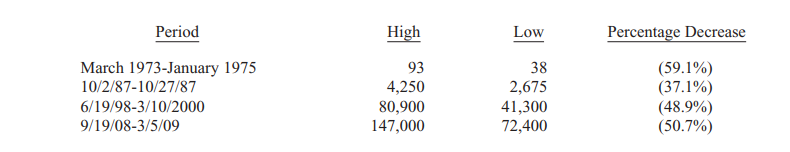 Period High Low Percentage Decrease
March 1973-January 1975 93 38 (59.1%)
10/2/87-10/27/87 4,250 2,675 (37.1%)
6/19/98-3/10/2000 80,900 41,300 (48.9%)
9/19/08-3/5/09 147,000 72,400 (50.7%)